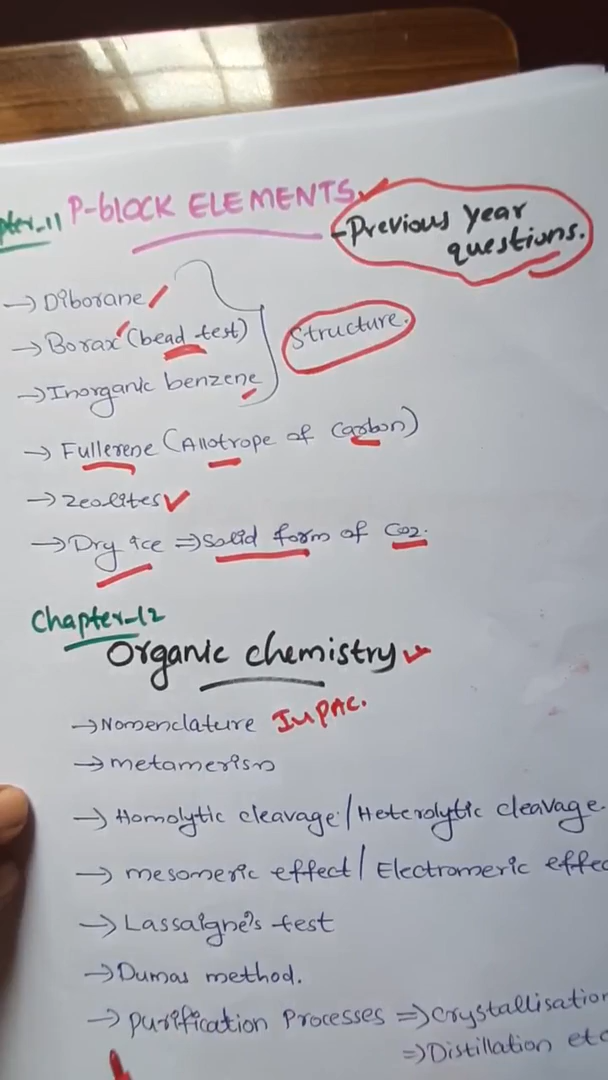 pter-11 P-block ELEMENTS.
-Previous year
questions.
→Diborane
→Borax (bead test)
→Inorganic benzene
Structure.
→Fullerene (Allotrope of Carbon)
→zeolites
→Dry ice ⇒solid form of CO2.
Chapter-12
Organic chemistry
→Nomenclature IUPAC.
→metamerism
→Homolytic cleavage/Heterolytic cleavage.
→mesomeric effect/Electromeric effec
→Lassaigne's test
→Dumas method.
→purification Processes ⇒Crystallisation
⇒Distillation etc